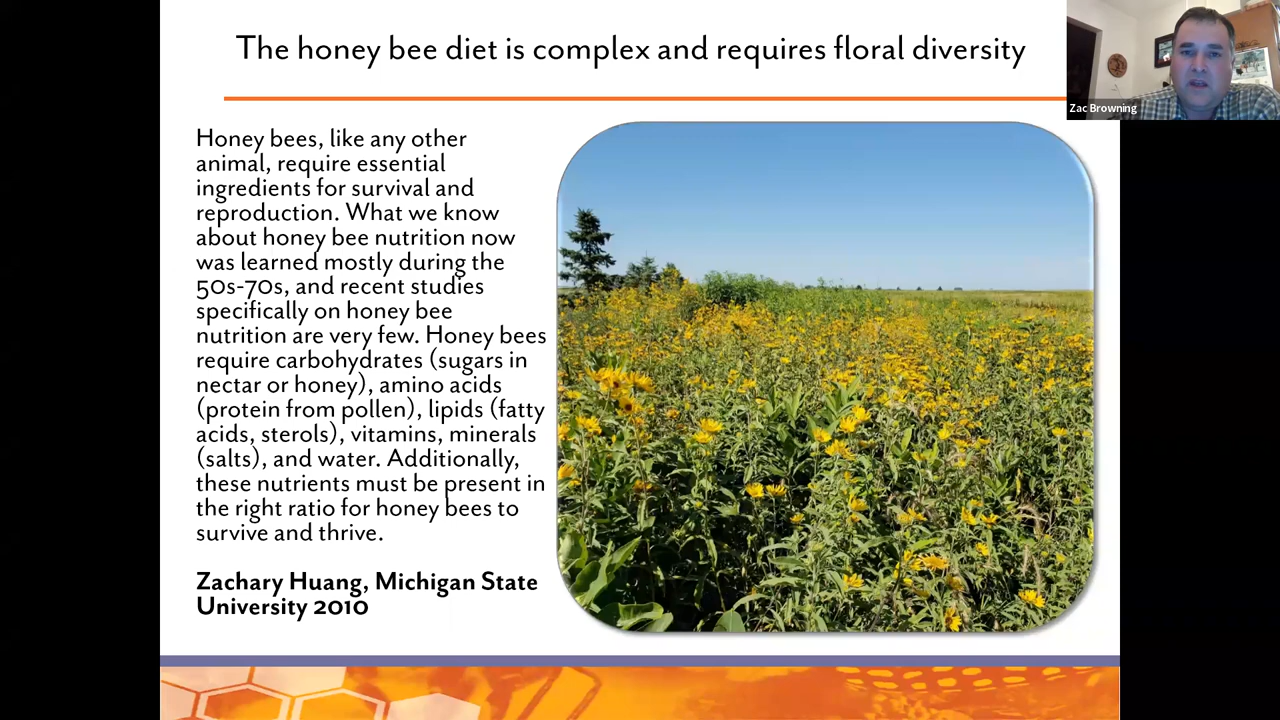 The honey bee diet is complex and requires floral diversity
Zac Browning
Honey bees, like any other
animal, require essential
ingredients for survival and
reproduction. What we know
about honey bee nutrition now
was learned mostly during the
50s-70s, and recent studies
specifically on honey bee
nutrition are very few. Honey bees
require carbohydrates (sugars in
nectar or honey), amino acids
(protein from pollen), lipids (fatty
acids, sterols), vitamins, minerals
(salts), and water. Additionally,
these nutrients must be present in
the right ratio for honey bees to
survive and thrive.
Zachary Huang, Michigan State
University 2010